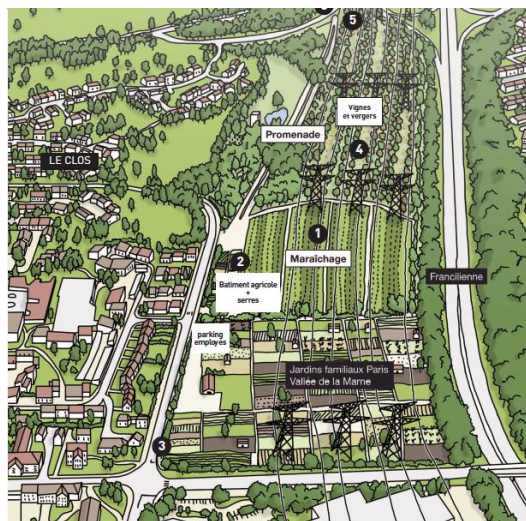 5
Vignes
et vergers
Promenade
4
LE CLOS
1
Maraîchage
2
Batiment agricole
+
serres
Francilienne
parking
employés
Jardins familiaux Paris
Vallée de la Marne
3